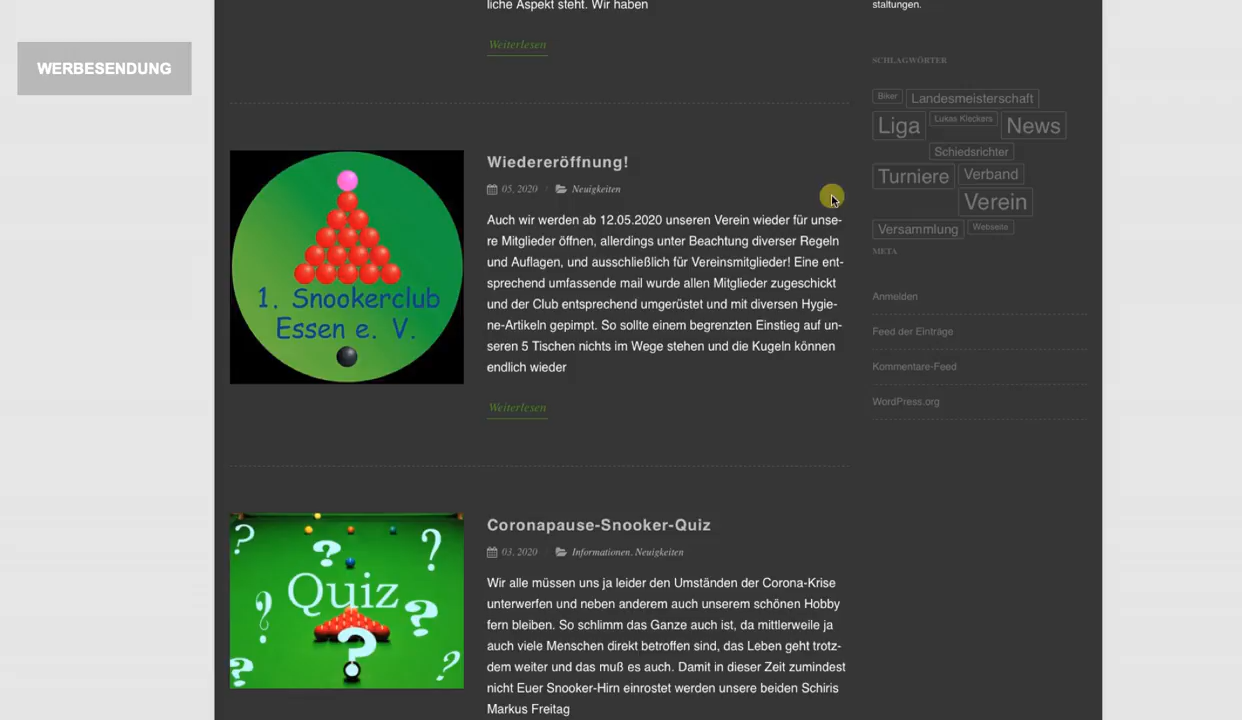 liche Aspekt steht. Wir haben
Weiterlesen
WERBESENDUNG
1. Snookerclub
Essen e. V.
Wiedereröffnung!
05, 2020
Neuigkeiten
Auch wir werden ab 12.05.2020 unseren Verein wieder für unse-
re Mitglieder öffnen, allerdings unter Beachtung diverser Regeln
und Auflagen, und ausschließlich für Vereinsmitglieder! Eine ent-
sprechend umfassende mail wurde allen Mitglieder zugeschickt
und der Club entsprechend umgerüstet und mit diversen Hygie-
ne-Artikeln gepimpt. So sollte einem begrenzten Einstieg auf un-
seren 5 Tischen nichts im Wege stehen und die Kugeln können
endlich wieder
Weiterlesen
? ? ? ? Quiz ? ? ? ? ?
Coronapause-Snooker-Quiz
03, 2020
Informationen, Neuigkeiten
Wir alle müssen uns ja leider den Umständen der Corona-Krise
unterwerfen und neben anderem auch unserem schönen Hobby
fern bleiben. So schlimm das Ganze auch ist, da mittlerweile ja
auch viele Menschen direkt betroffen sind, das Leben geht trotz-
dem weiter und das muß es auch. Damit in dieser Zeit zumindest
nicht Euer Snooker-Hirn einrostet werden unsere beiden Schiris
Markus Freitag
staltungen.
SCHLAGWÖRTER
Biker Landesmeisterschaft
Liga Lukas Kleckers News
Schiedsrichter
Turniere Verband
Verein
Versammlung Webseite
META
Anmelden
Feed der Einträge
Kommentare-Feed
WordPress.org